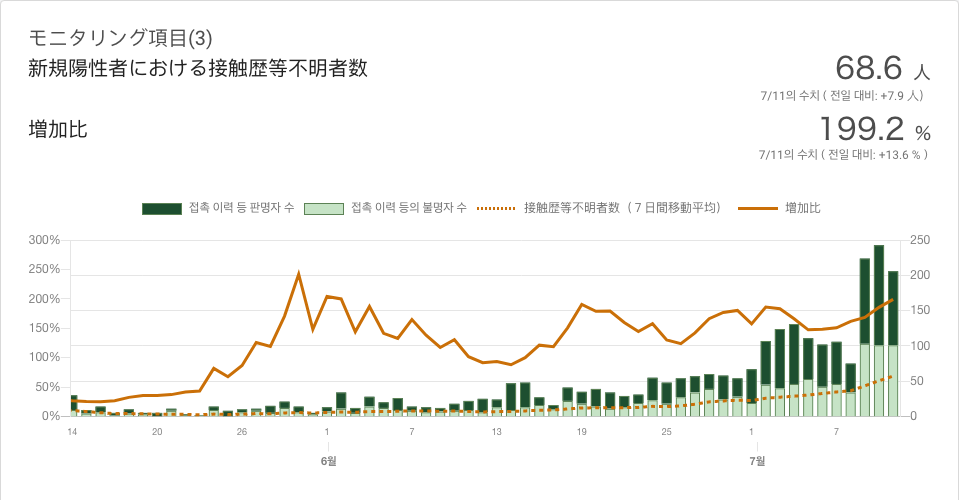 モニタリング項目(3)
新規陽性者における接触歴等不明者数
68.6 人
7/11의 수치 ( 전일 대비: +7.9 人)
増加比
199.2 %
7/11의 수치 ( 전일 대비: +13.6 % )
접촉 이력 등 판명자 수 접촉 이력 등의 불명자 수 接触歴等不明者数（７日間移動平均） 増加比
300% 250
250% 200
200% 150
150% 100
100% 50
50% 0
0%
14 20 26 1 7 13 19 25 1 7
6월 7월